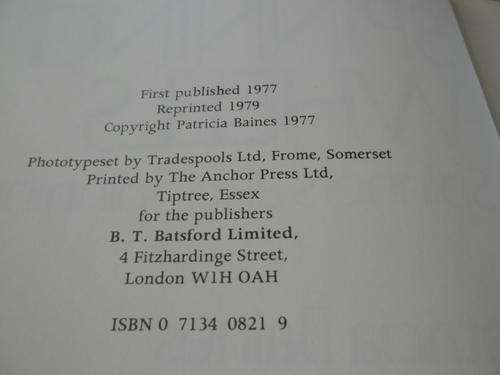 First published 1977
Reprinted 1979
Copyright Patricia Baines 1977
Phototypeset by Tradespools Ltd, Frome, Somerset
Printed by The Anchor Press Ltd,
Tiptree, Essex
for the publishers
B. T. Batsford Limited,
4 Fitzhardinge Street,
London W1H OAH
ISBN 0 7134 0821 9